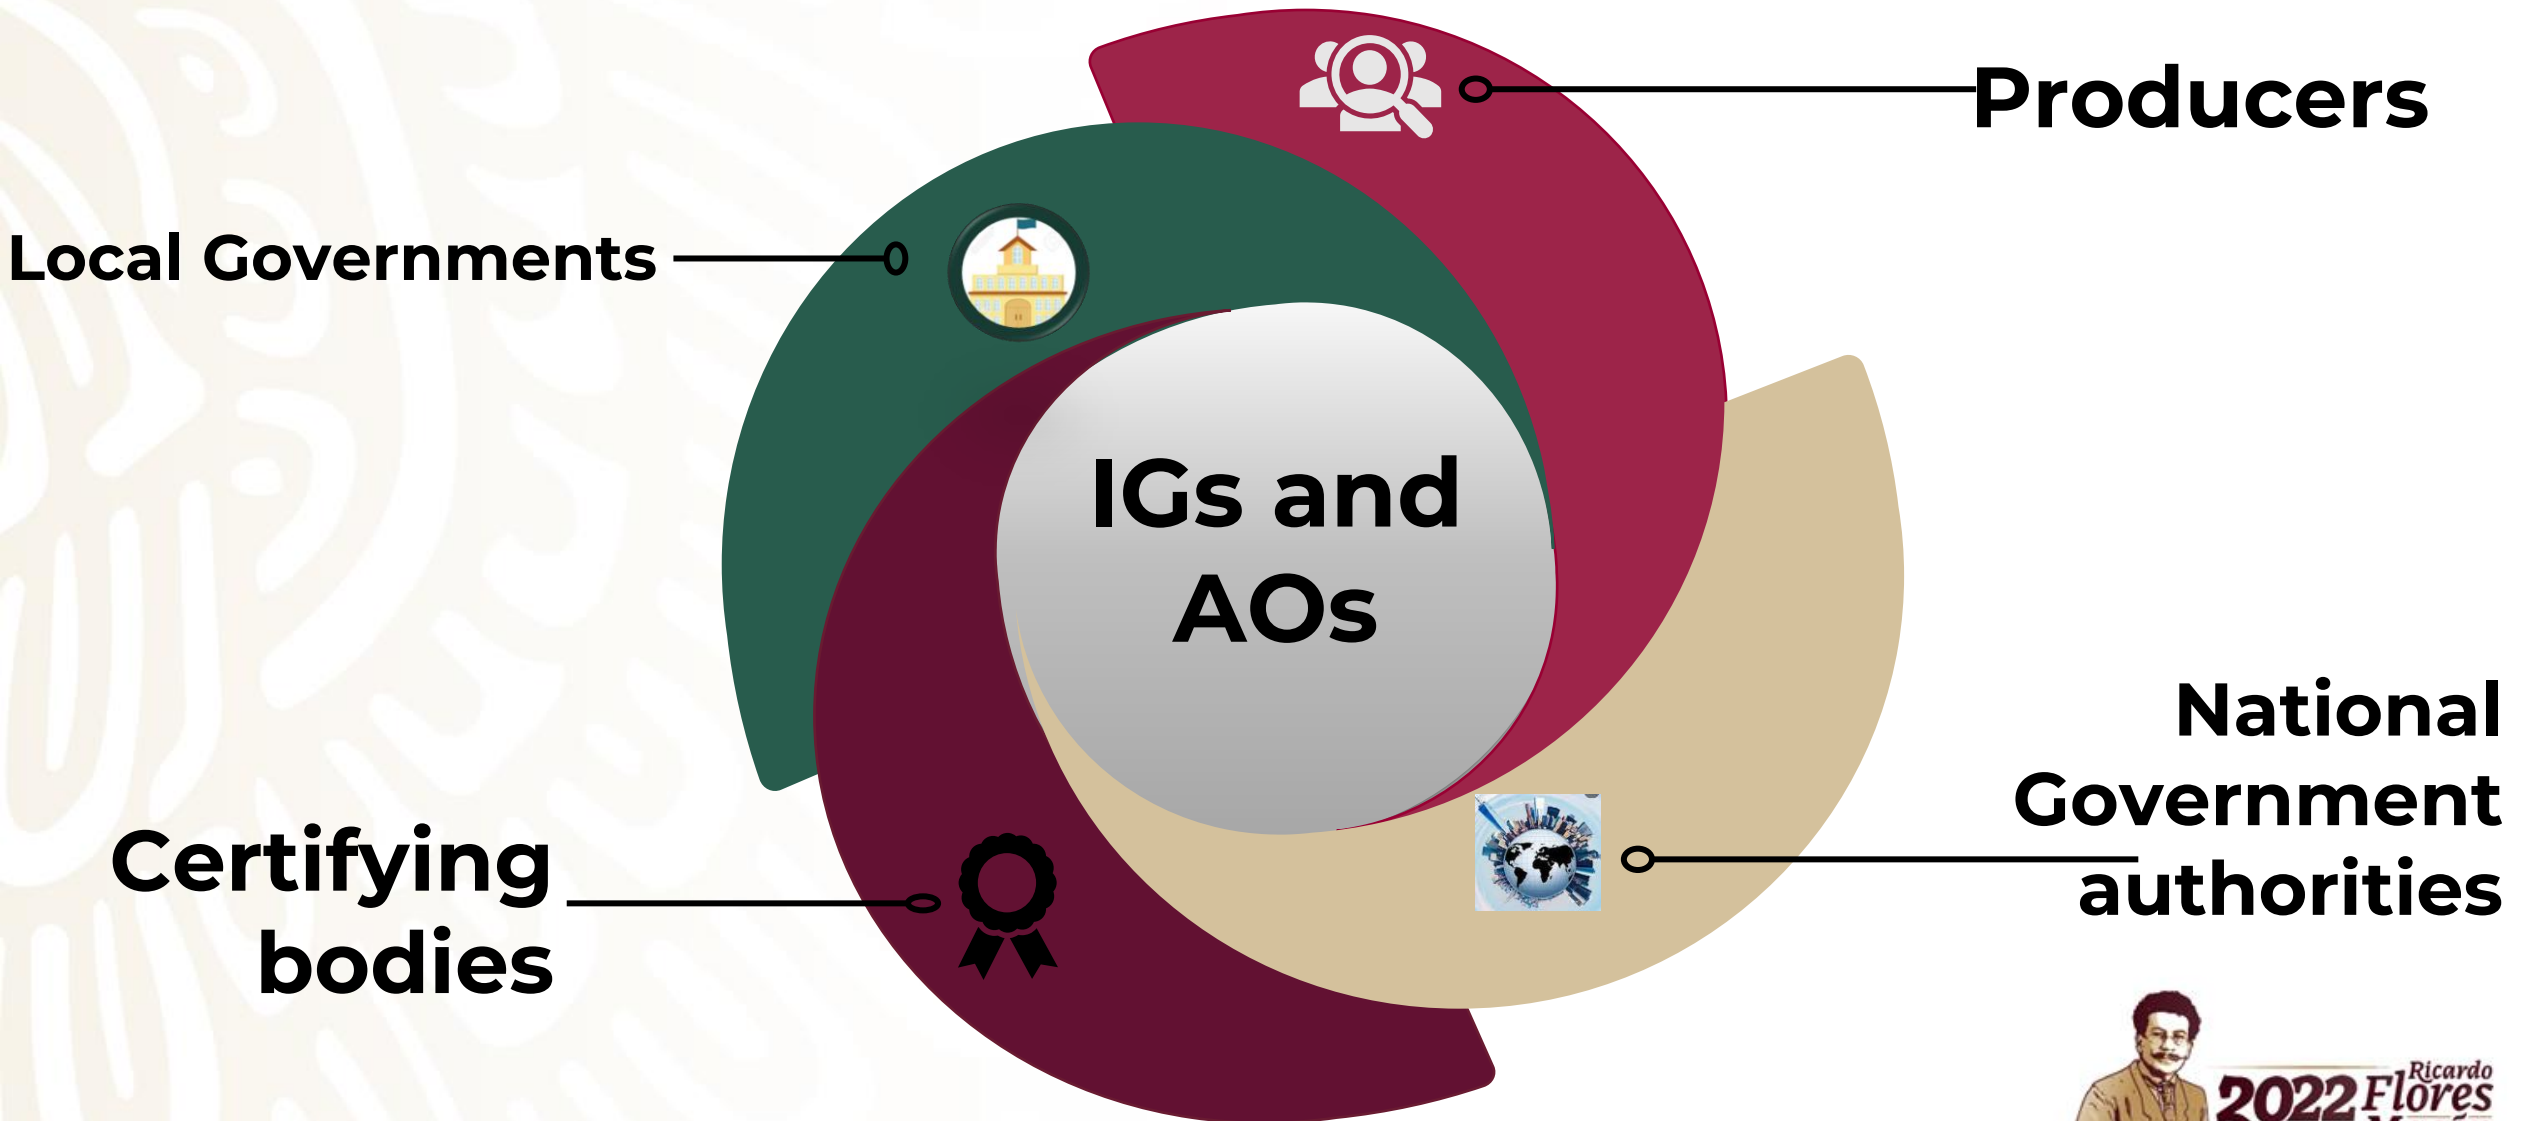 Producers
Local Governments
IGs and
AOs
National
Government
authorities
Certifying
bodies
Ricardo
2022 Flores